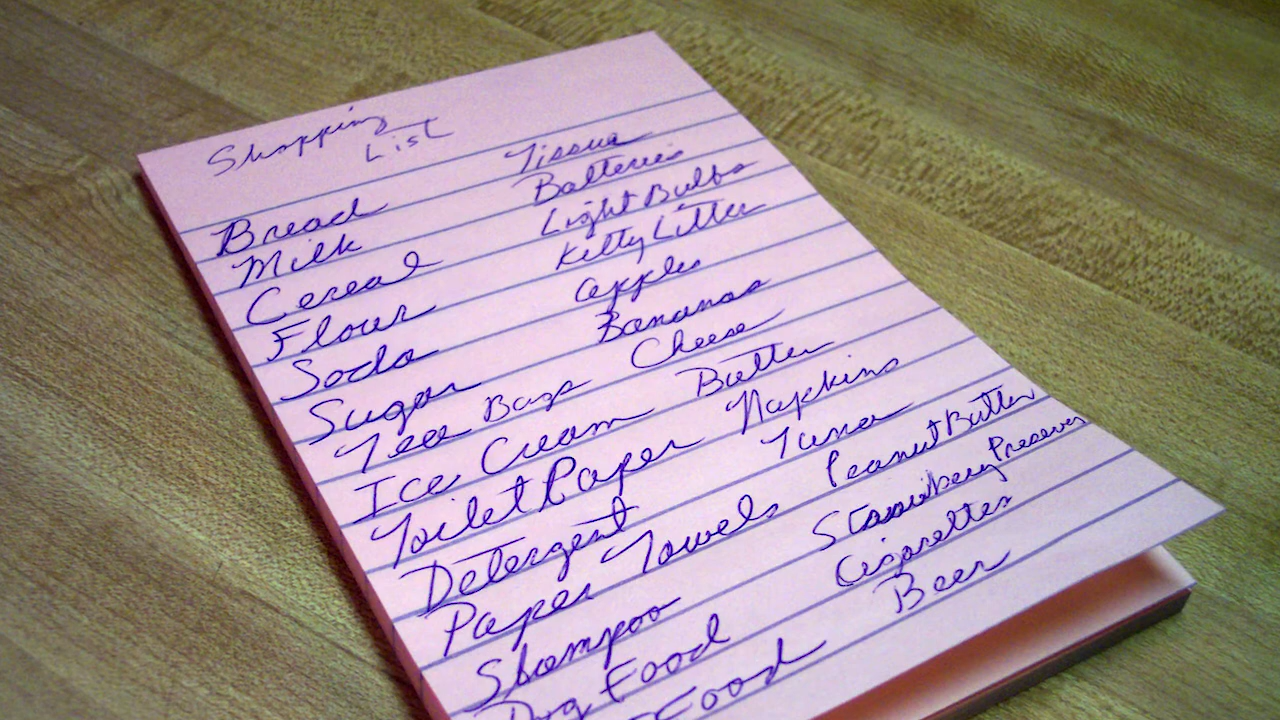 Shopping
List
Bread
Milk
Cereal
Flour
Soda
Sugar
Tea Bags
Ice Cream
Toilet Paper
Detergent
Paper Towels
Shampoo
Dog Food
Food
Tissue
Batteries
Light Bulbs
Kitty Litter
Apples
Bananas
Cheese
Butter
Napkins
Tuna
Peanut Butter
Strawberry Preserves
Cigarettes
Beer